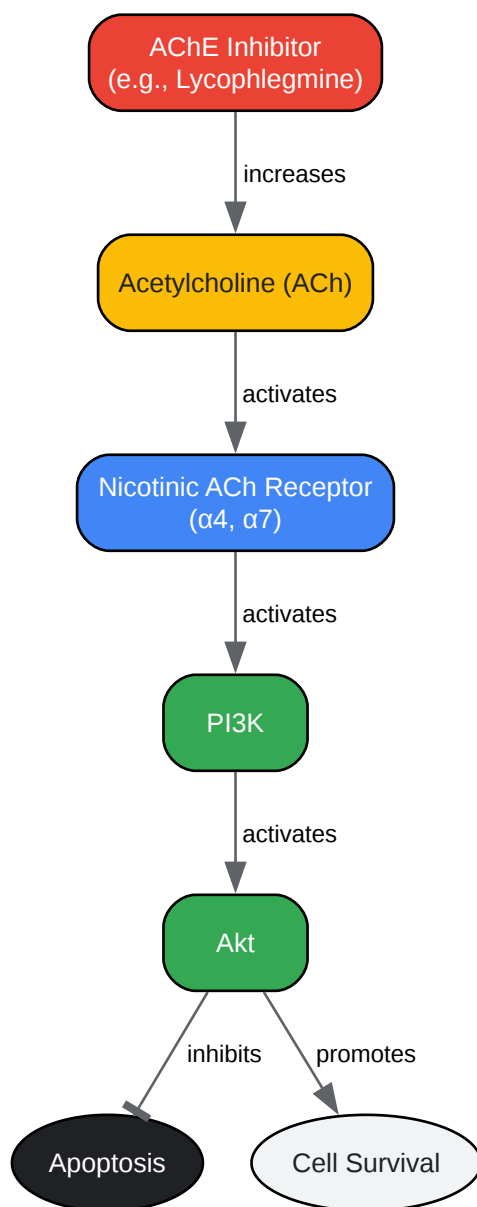 AChE Inhibitor
(e.g., Lycophlegmine)
increases
Acetylcholine (ACh)
activates
Nicotinic ACh Receptor
(α4, α7)
activates
PI3K
activates
Akt
inhibits
promotes
Apoptosis
Cell Survival